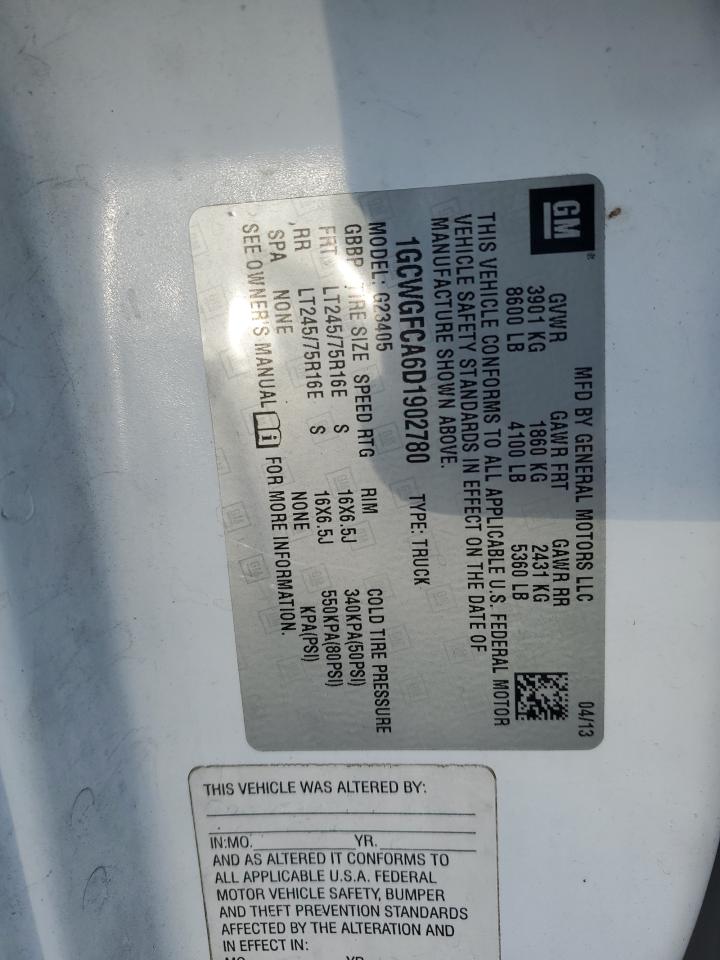 GM
®
MFD BY GENERAL MOTORS LLC
04/13
GVWR GAWR FRT GAWR RR
3901 KG 1860 KG 2431 KG
8600 LB 4100 LB 5360 LB
THIS VEHICLE CONFORMS TO ALL APPLICABLE U.S. FEDERAL MOTOR
VEHICLE SAFETY STANDARDS IN EFFECT ON THE DATE OF
MANUFACTURE SHOWN ABOVE.
1GCWGFCA6D1902780 TYPE: TRUCK
MODEL: G23405
TIRE SIZE SPEED RTG RIM COLD TIRE PRESSURE
FRT LT245/75R16E S 16X6.5J 340KPA(50PSI)
RR LT245/75R16E S 16X6.5J 550KPA(80PSI)
SPA NONE NONE KPA(PSI)
SEE OWNER'S MANUAL FOR MORE INFORMATION.
THIS VEHICLE WAS ALTERED BY:
IN:MO. YR.
AND AS ALTERED IT CONFORMS TO
ALL APPLICABLE U.S.A. FEDERAL
MOTOR VEHICLE SAFETY, BUMPER
AND THEFT PREVENTION STANDARDS
AFFECTED BY THE ALTERATION AND
IN EFFECT IN:
MO. YR.